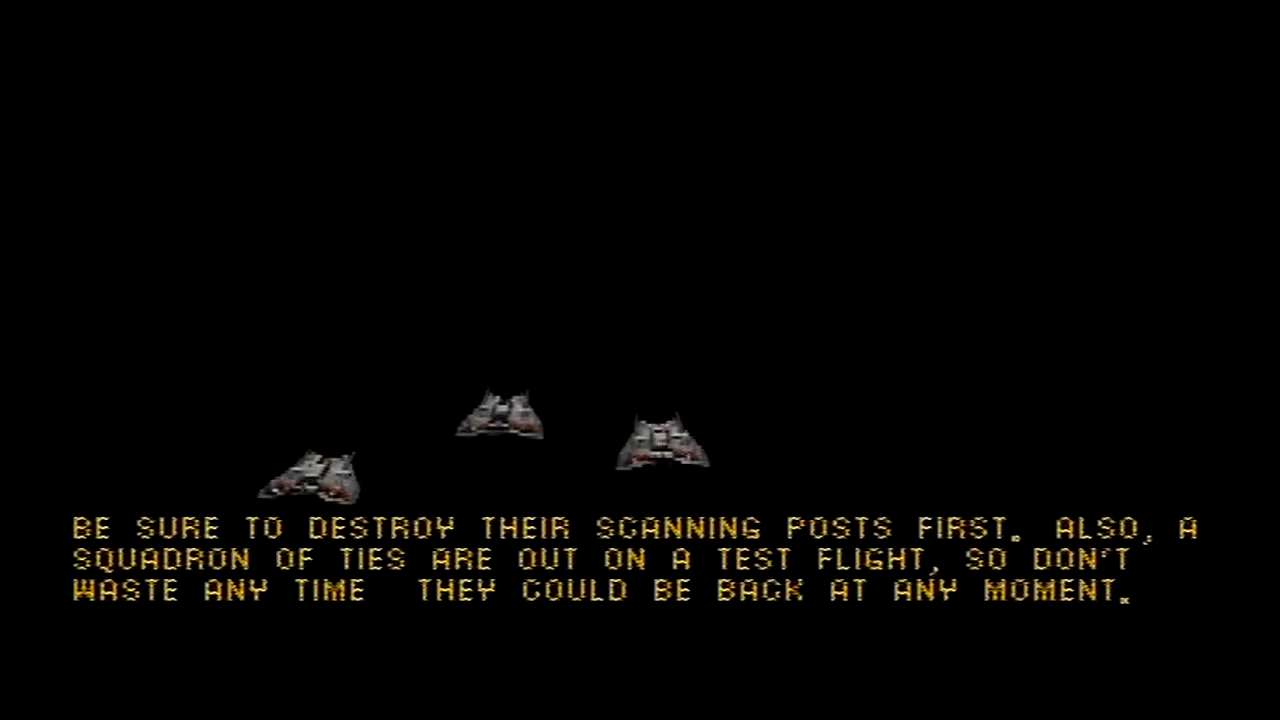 BE SURE TO DESTROY THEIR SCANNING POSTS FIRST. ALSO, A
SQUADRON OF TIES ARE OUT ON A TEST FLIGHT, SO DON'T
WASTE ANY TIME  THEY COULD BE BACK AT ANY MOMENT.